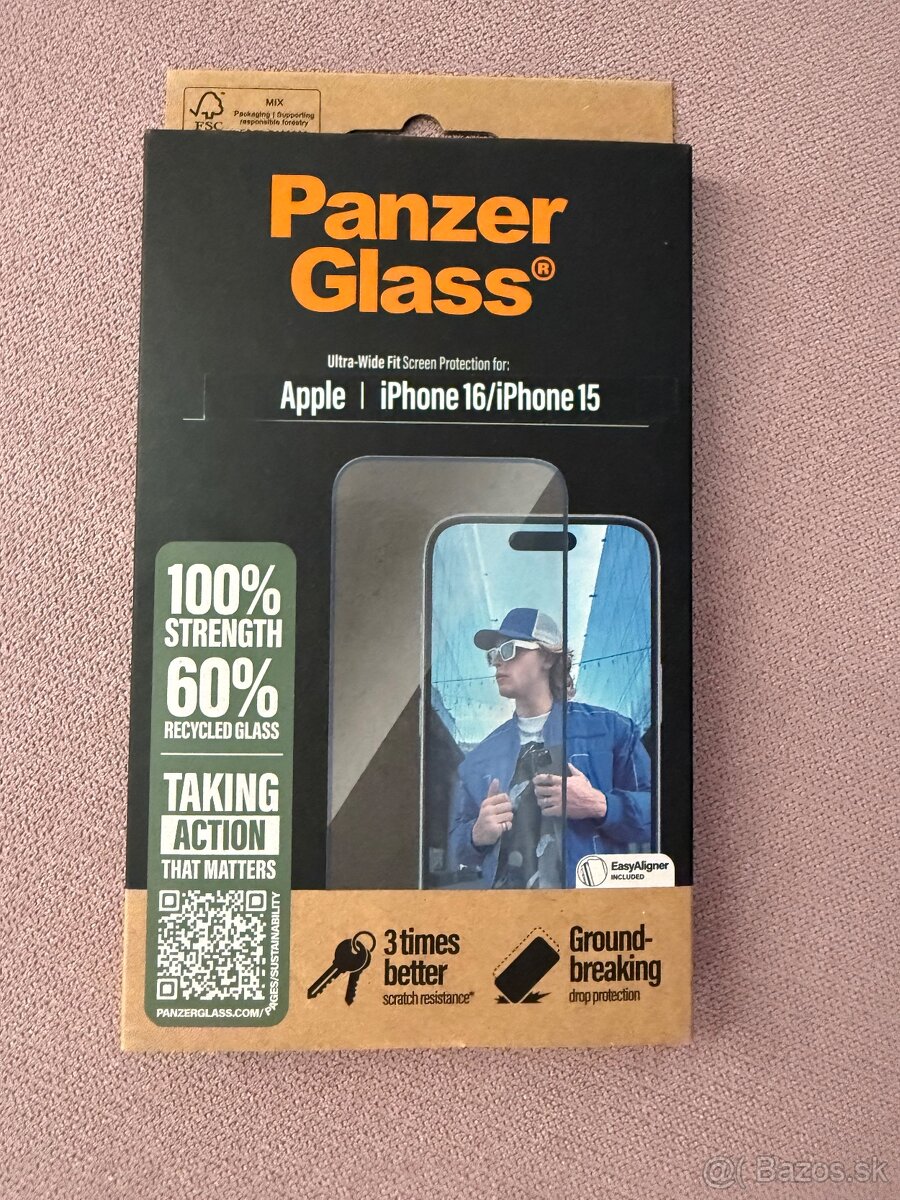 FSC
MIX
Packaging | Supporting
responsible forestry
Panzer
Glass®
Ultra-Wide Fit Screen Protection for:
Apple | iPhone 16/iPhone 15
100%
STRENGTH
60%
RECYCLED GLASS
TAKING
ACTION
THAT MATTERS
PANZERGLASS.COM/PAGES/SUSTAINABILITY
EasyAligner
INCLUDED
3 times
better
scratch resistance*
Ground-
breaking
drop protection
@( Bazos.sk